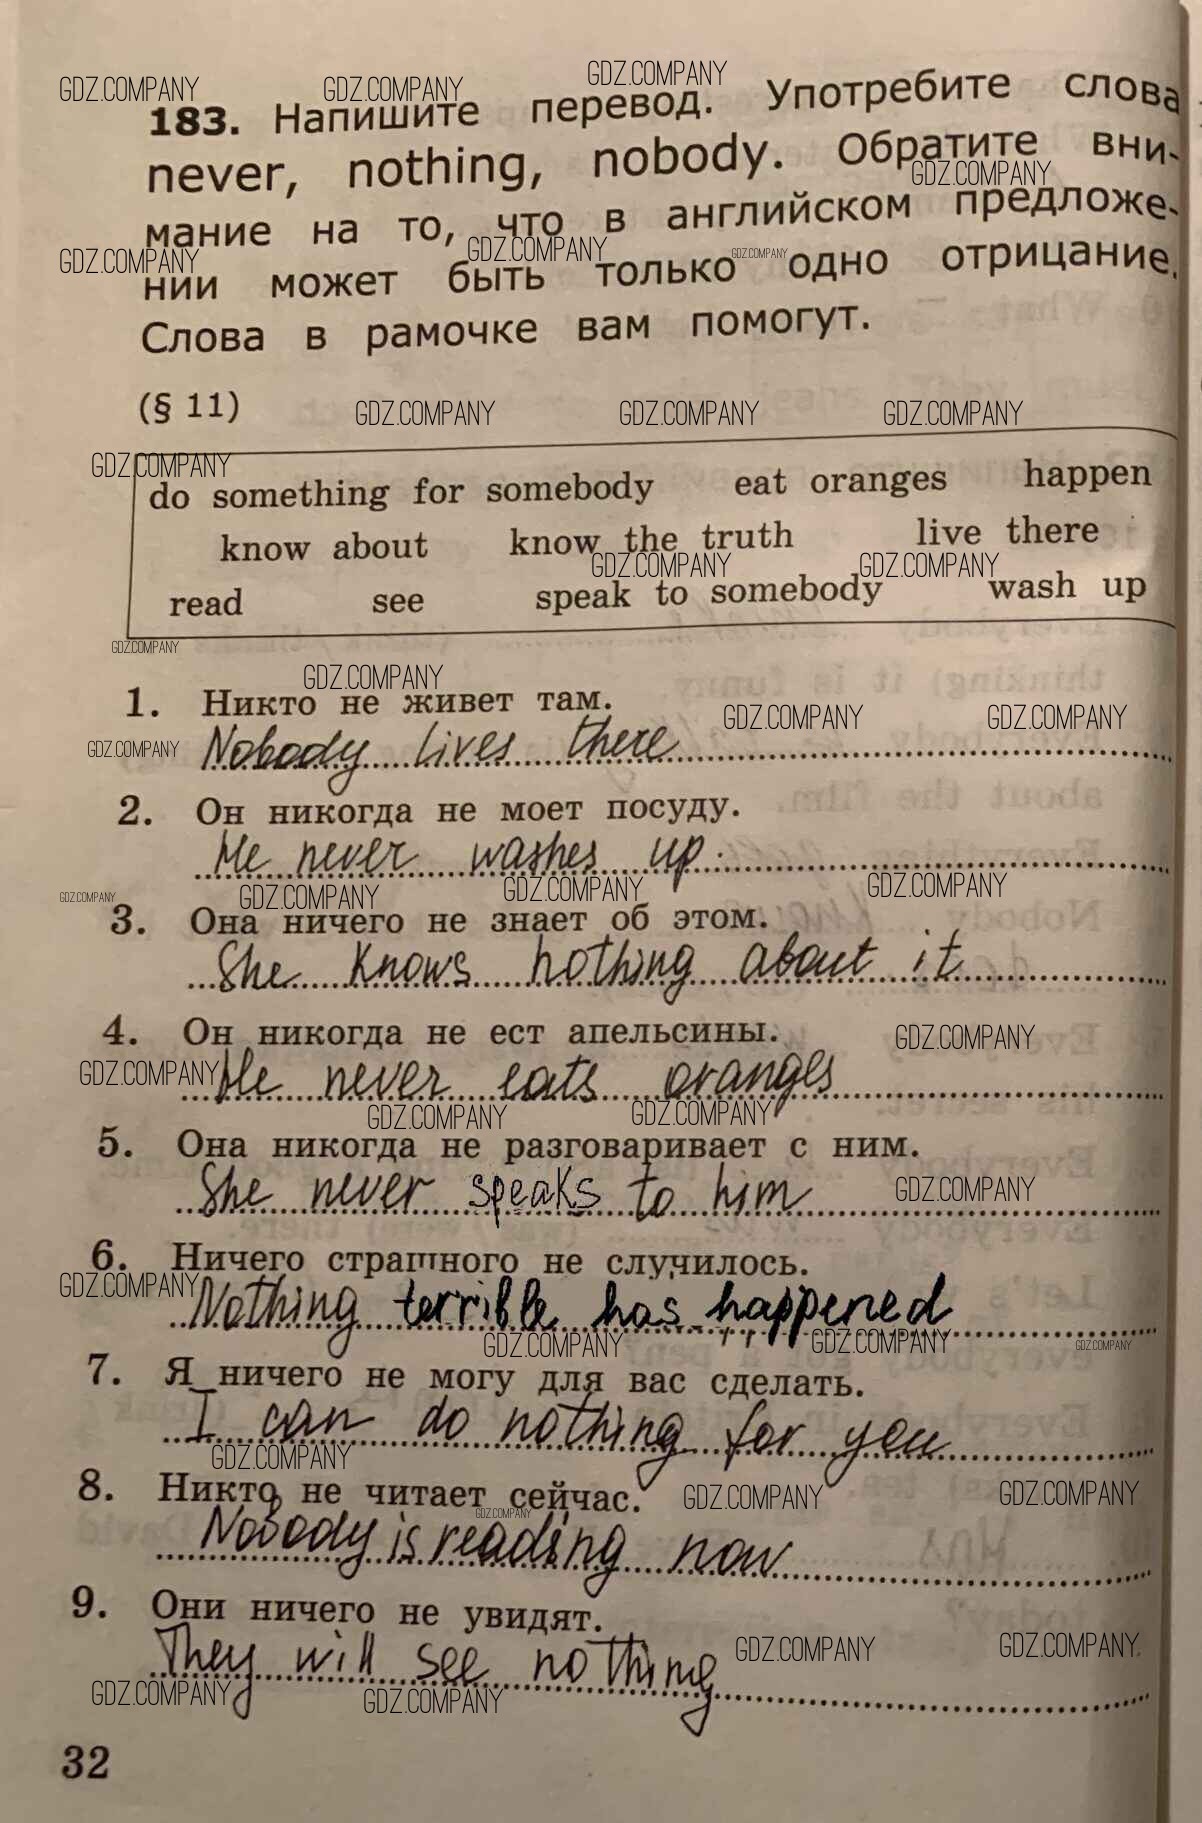 183. Напишите перевод. Употребите слова
never, nothing, nobody. Обратите вни-
мание на то, что в английском предложе-
нии может быть только одно отрицание.
Слова в рамочке вам помогут.
(§ 11)
do something for somebody eat oranges happen
know about know the truth live there
read see speak to somebody wash up
1. Никто не живет там.
Nobody lives there
2. Он никогда не моет посуду.
He never washes up.
3. Она ничего не знает об этом.
She knows nothing about it
4. Он никогда не ест апельсины.
He never eats oranges
5. Она никогда не разговаривает с ним.
She never speaks to him
6. Ничего страшного не случилось.
Nothing terrible has happened
7. Я ничего не могу для вас сделать.
I can do nothing for you
8. Никто не читает сейчас.
Nobody is reading now
9. Они ничего не увидят.
They will see nothing
32
GDZ.COMPANY